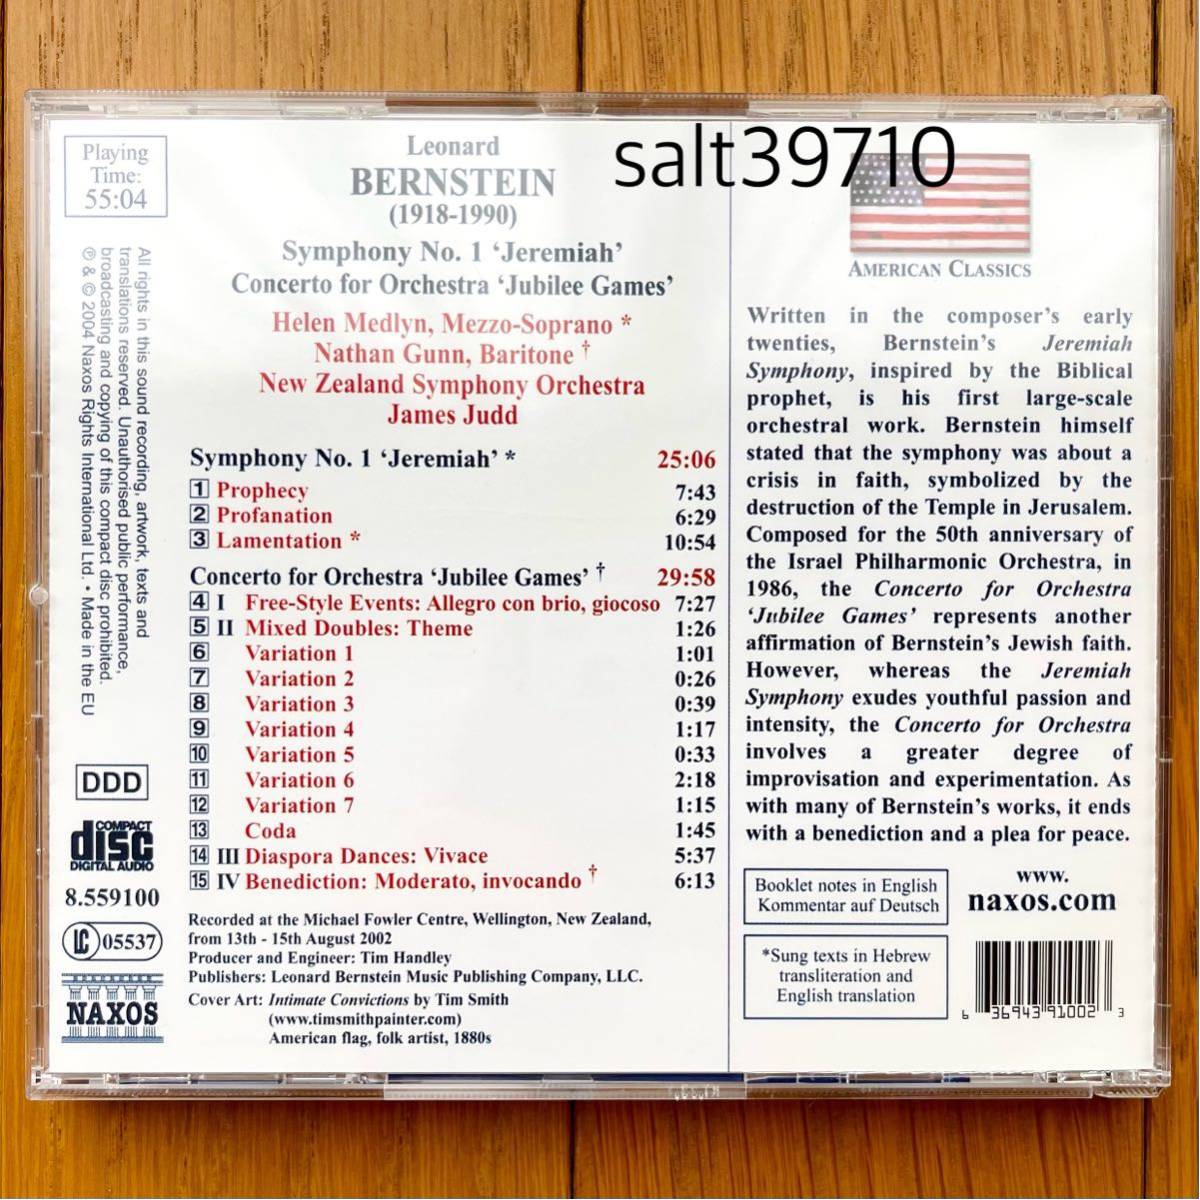 salt39710
Playing
Time:
55:04
Leonard
BERNSTEIN
(1918-1990)
Symphony No. 1 ‘Jeremiah’
Concerto for Orchestra ‘Jubilee Games’
Helen Medlyn, Mezzo-Soprano *
Nathan Gunn, Baritone †
New Zealand Symphony Orchestra
James Judd
Symphony No. 1 ‘Jeremiah’ * 25:06
1 Prophecy 7:43
2 Profanation 6:29
3 Lamentation * 10:54
Concerto for Orchestra ‘Jubilee Games’ † 29:58
4 I Free-Style Events: Allegro con brio, giocoso 7:27
5 II Mixed Doubles: Theme 1:26
6 Variation 1 1:01
7 Variation 2 0:26
8 Variation 3 0:39
9 Variation 4 1:17
10 Variation 5 0:33
11 Variation 6 2:18
12 Variation 7 1:15
13 Coda 1:45
14 III Diaspora Dances: Vivace 5:37
15 IV Benediction: Moderato, invocando † 6:13
Recorded at the Michael Fowler Centre, Wellington, New Zealand,
from 13th - 15th August 2002
Producer and Engineer: Tim Handley
Publishers: Leonard Bernstein Music Publishing Company, LLC.
Cover Art: Intimate Convictions by Tim Smith
(www.timsmithpainter.com)
American flag, folk artist, 1880s
All rights in this sound recording, artwork, texts and
translations reserved. Unauthorised public performance,
broadcasting and copying of this compact disc prohibited.
℗ & © 2004 Naxos Rights International Ltd. • Made in the EU
DDD
COMPACT
disc
DIGITAL AUDIO
8.559100
LC 05537
NAXOS
AMERICAN CLASSICS
Written in the composer’s early
twenties, Bernstein’s Jeremiah
Symphony, inspired by the Biblical
prophet, is his first large-scale
orchestral work. Bernstein himself
stated that the symphony was about a
crisis in faith, symbolized by the
destruction of the Temple in Jerusalem.
Composed for the 50th anniversary of
the Israel Philharmonic Orchestra, in
1986, the Concerto for Orchestra
‘Jubilee Games’ represents another
affirmation of Bernstein’s Jewish faith.
However, whereas the Jeremiah
Symphony exudes youthful passion and
intensity, the Concerto for Orchestra
involves a greater degree of
improvisation and experimentation. As
with many of Bernstein’s works, it ends
with a benediction and a plea for peace.
Booklet notes in English
Kommentar auf Deutsch
www.
naxos.com
*Sung texts in Hebrew
transliteration and
English translation
6 36943 91002 3